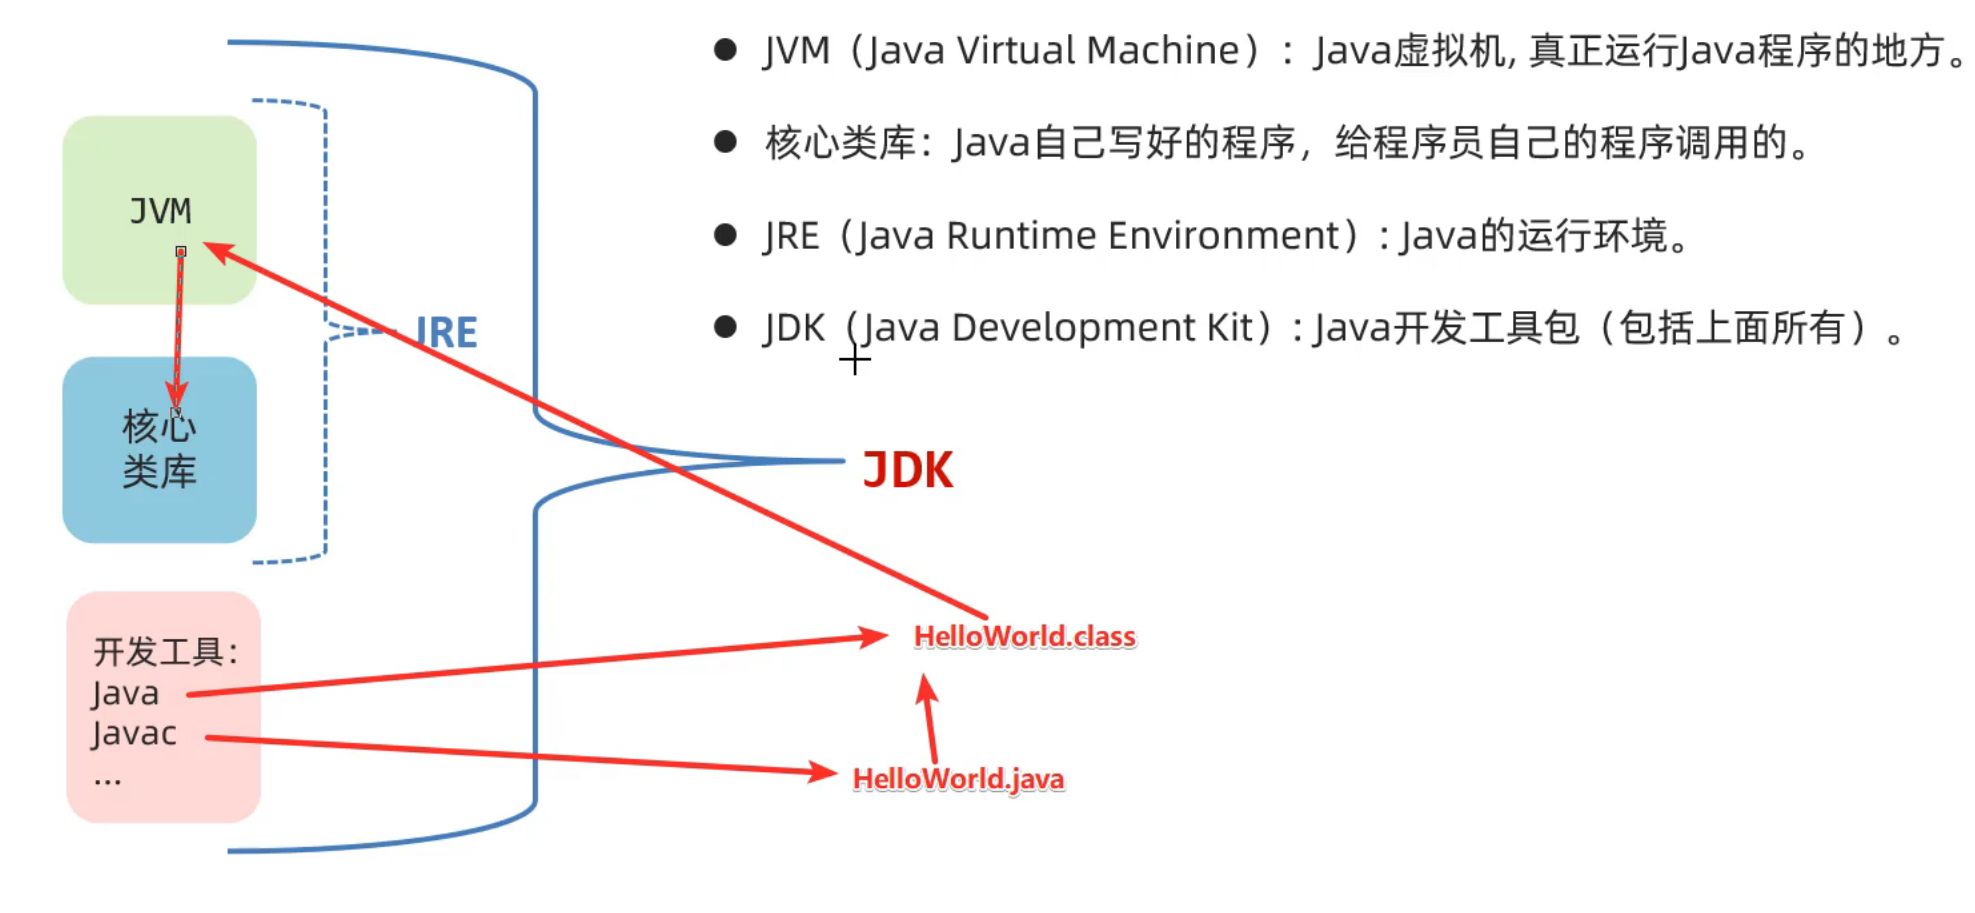 JVM（Java Virtual Machine）：Java虚拟机, 真正运行Java程序的地方。
核心类库：Java自己写好的程序，给程序员自己的程序调用的。
JRE（Java Runtime Environment）: Java的运行环境。
JDK（Java Development Kit）: Java开发工具包（包括上面所有）。
JVM
JRE
核心
类库
JDK
开发工具：
Java
Javac
...
HelloWorld.class
HelloWorld.java